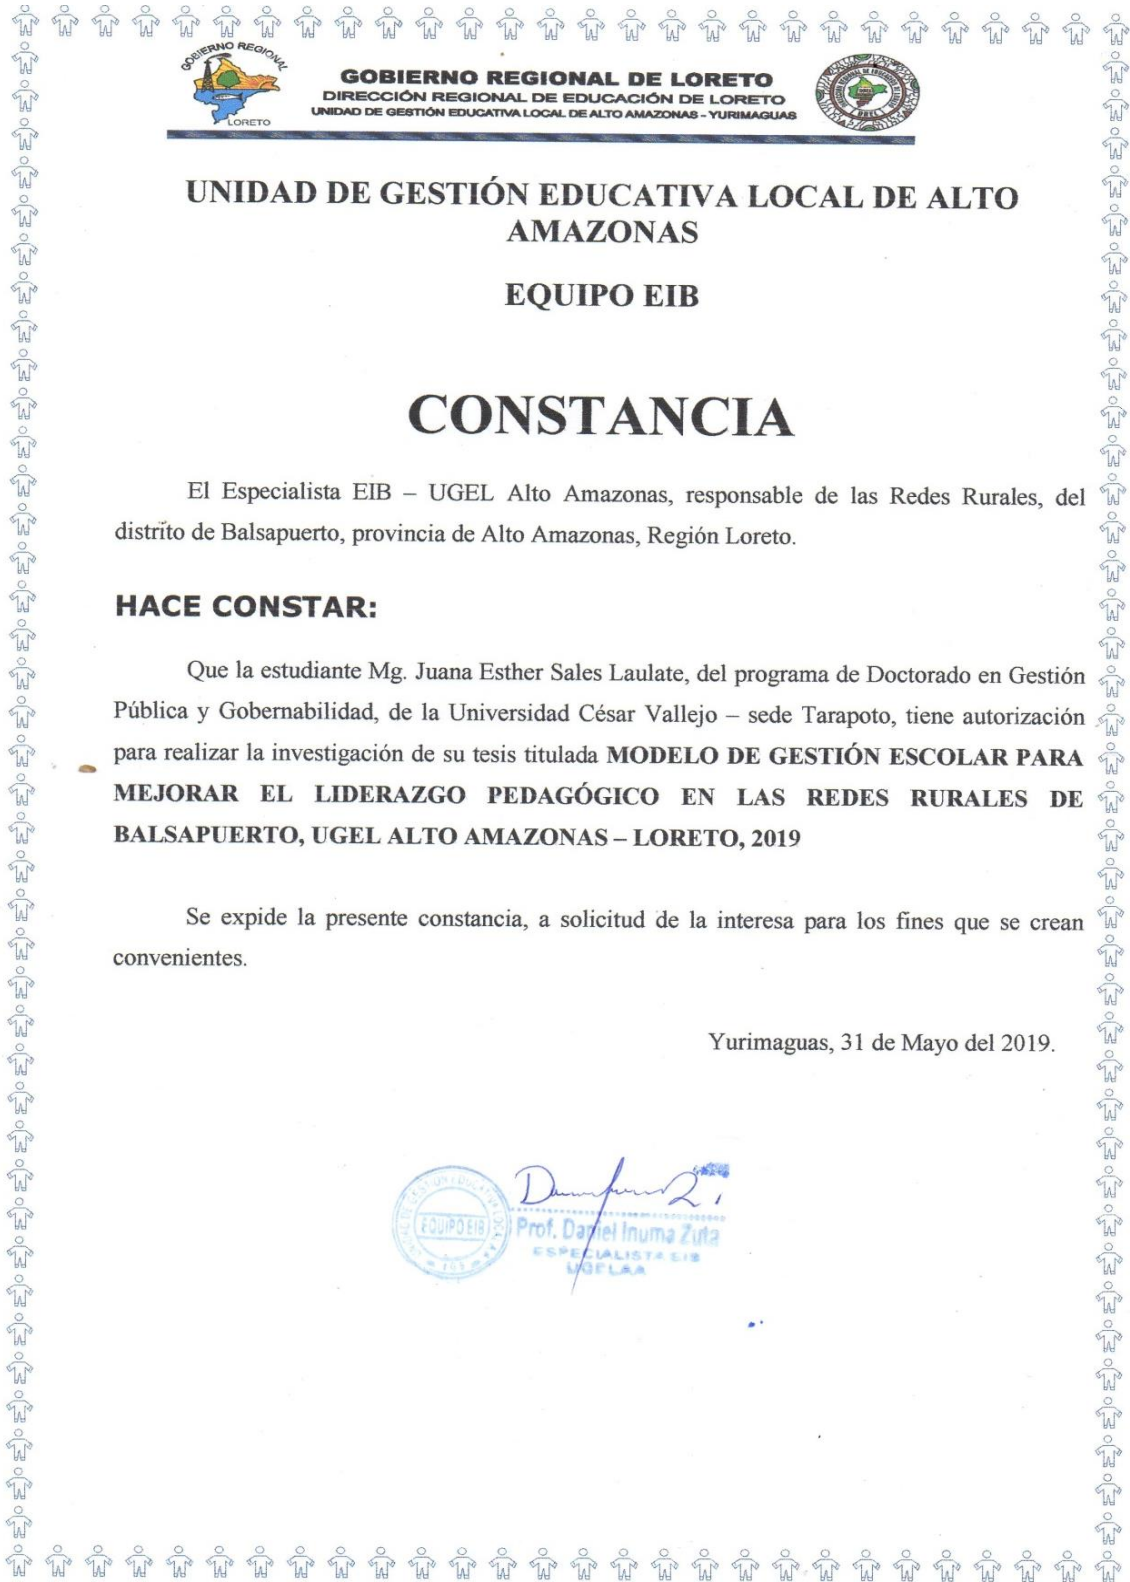 GOBIERNO REGIONAL
LORETO
GOBIERNO REGIONAL DE LORETO
DIRECCIÓN REGIONAL DE EDUCACIÓN DE LORETO
UNIDAD DE GESTIÓN EDUCATIVA LOCAL DE ALTO AMAZONAS - YURIMAGUAS
UNIDAD DE GESTIÓN EDUCATIVA LOCAL DE ALTO
AMAZONAS
EQUIPO EIB
CONSTANCIA
El Especialista EIB – UGEL Alto Amazonas, responsable de las Redes Rurales, del
distrito de Balsapuerto, provincia de Alto Amazonas, Región Loreto.
HACE CONSTAR:
Que la estudiante Mg. Juana Esther Sales Laulate, del programa de Doctorado en Gestión
Pública y Gobernabilidad, de la Universidad César Vallejo – sede Tarapoto, tiene autorización
para realizar la investigación de su tesis titulada MODELO DE GESTIÓN ESCOLAR PARA
MEJORAR EL LIDERAZGO PEDAGÓGICO EN LAS REDES RURALES DE
BALSAPUERTO, UGEL ALTO AMAZONAS – LORETO, 2019
Se expide la presente constancia, a solicitud de la interesa para los fines que se crean
convenientes.
Yurimaguas, 31 de Mayo del 2019.
EQUIPO EIB
Prof. Daniel Inuma Zuta
ESPECIALISTA EIB
UGELAA